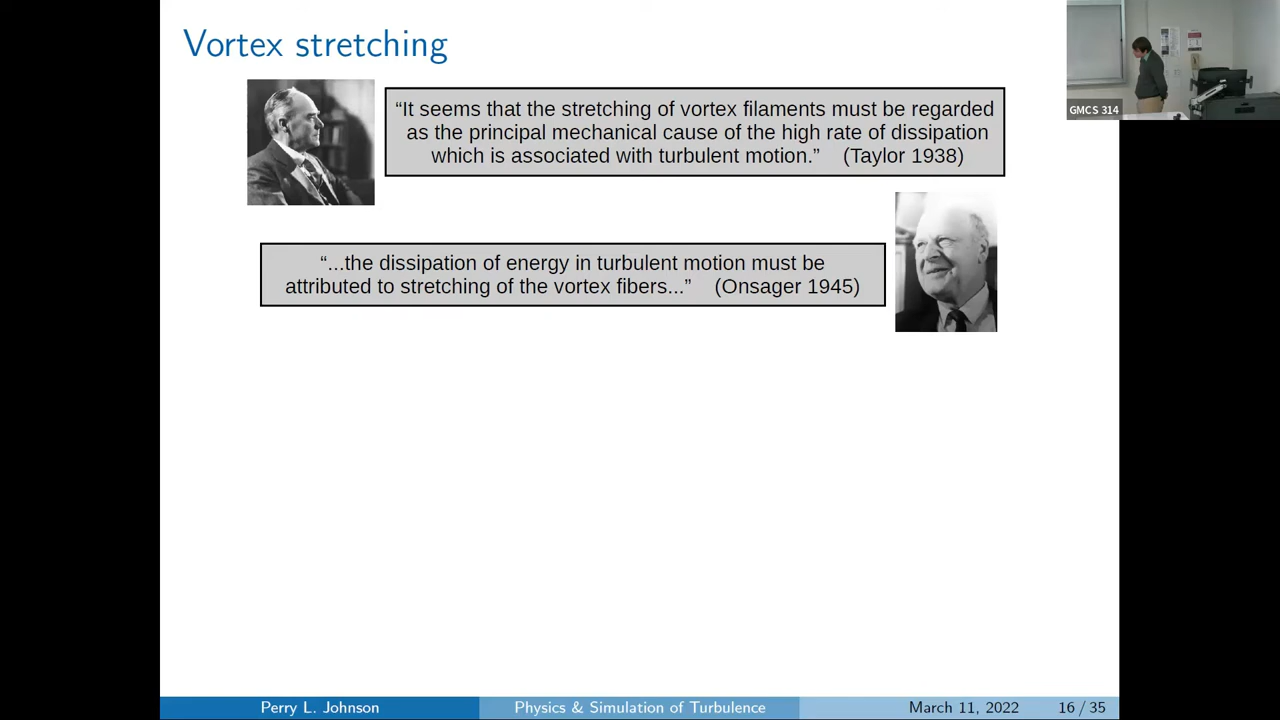 Vortex stretching
“It seems that the stretching of vortex filaments must be regarded
as the principal mechanical cause of the high rate of dissipation
which is associated with turbulent motion.” (Taylor 1938)
“...the dissipation of energy in turbulent motion must be
attributed to stretching of the vortex fibers...” (Onsager 1945)
GMCS 314
Perry L. Johnson
Physics & Simulation of Turbulence
March 11, 2022
16 / 35